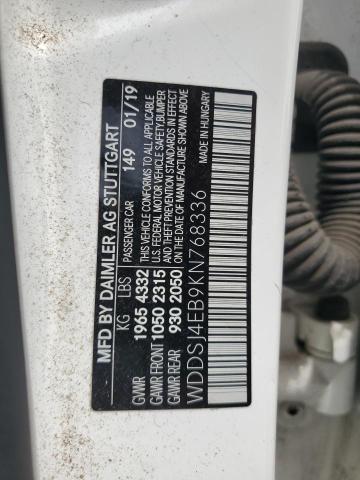 MFD BY DAIMLER AG STUTTGART
KG LBS PASSENGER CAR 149 01/19
GVWR 1965 4332 THIS VEHICLE CONFORMS TO ALL APPLICABLE
GAWR FRONT 1050 2315 U.S. FEDERAL MOTOR VEHICLE SAFETY, BUMPER
GAWR REAR 930 2050 AND THEFT PREVENTION STANDARDS IN EFFECT
ON THE DATE OF MANUFACTURE SHOWN ABOVE
WDDSJ4EB9KN768336 MADE IN HUNGARY